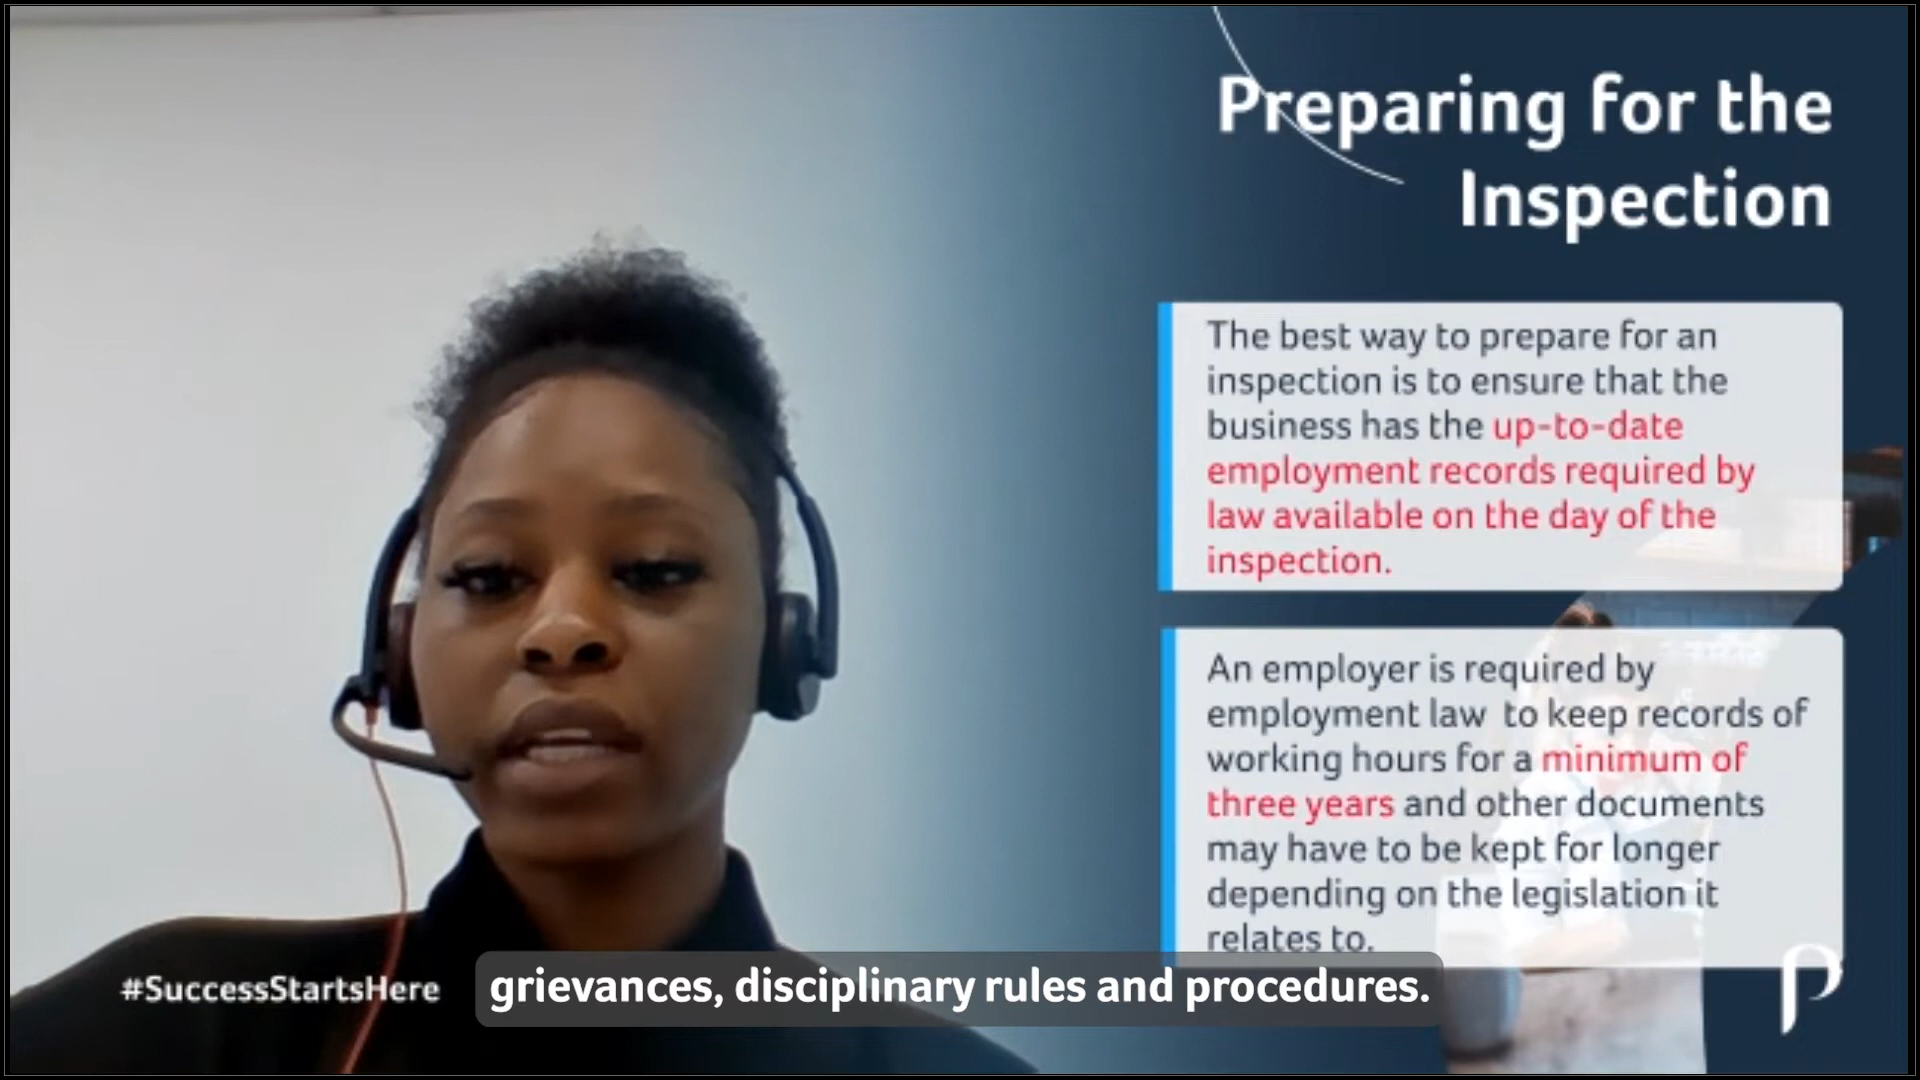 Preparing for the
Inspection
The best way to prepare for an
inspection is to ensure that the
business has the up-to-date
employment records required by
law available on the day of the
inspection.
An employer is required by
employment law to keep records of
working hours for a minimum of
three years and other documents
may have to be kept for longer
depending on the legislation it
relates to.
#SuccessStartsHere
grievances, disciplinary rules and procedures.